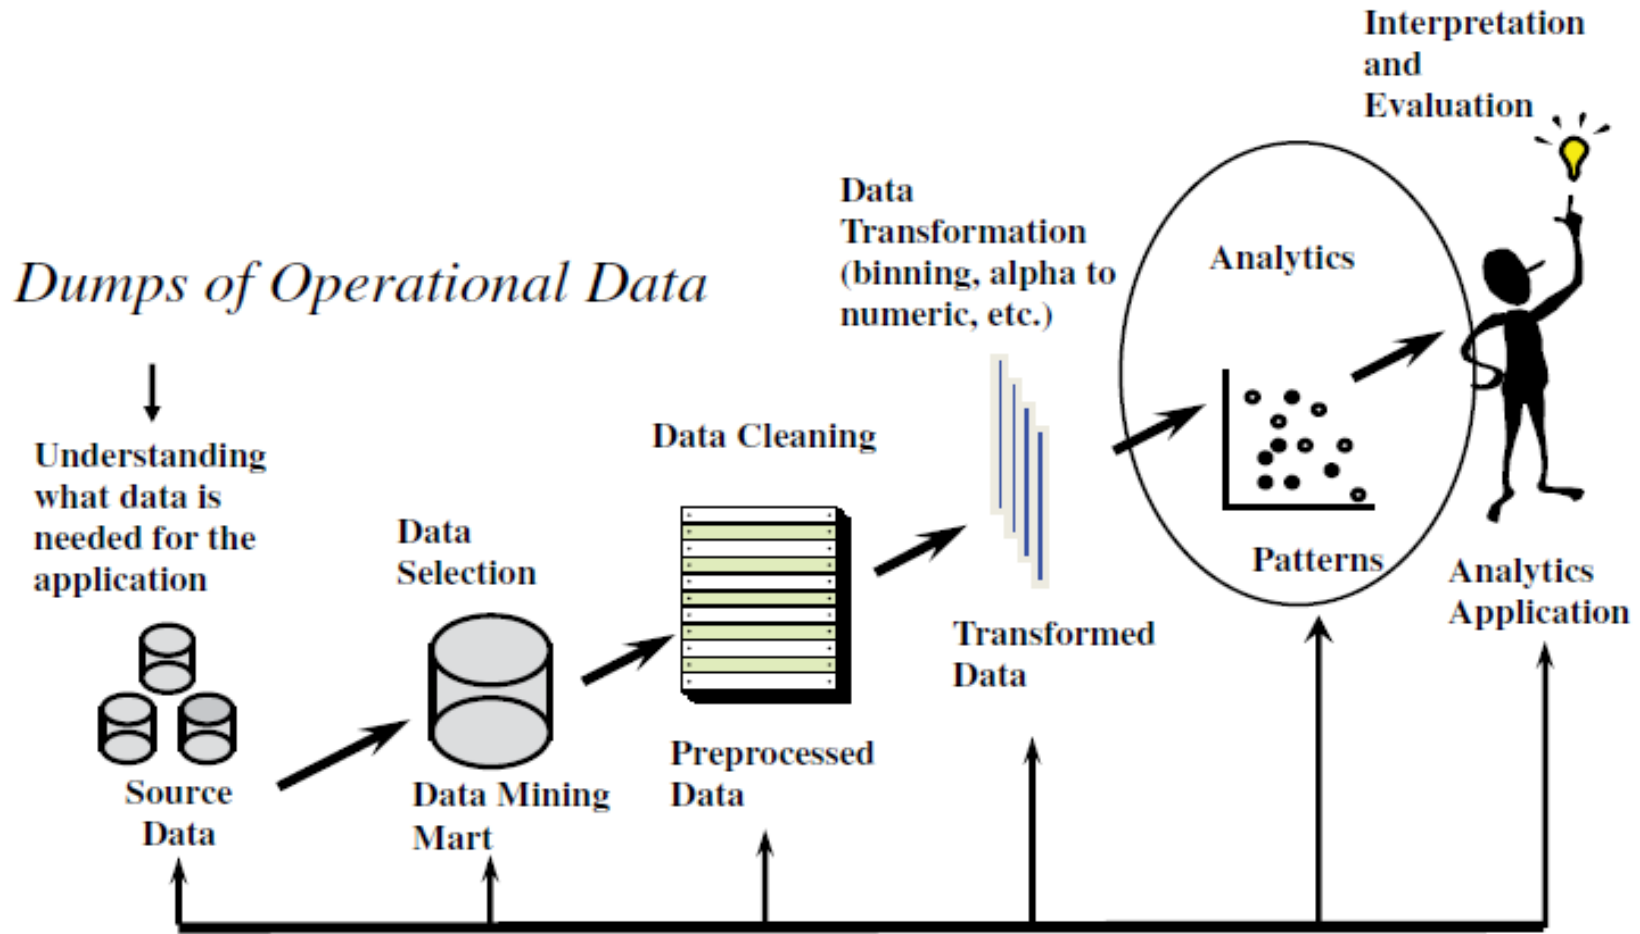 Dumps of Operational Data
Understanding
what data is
needed for the
application
Source
Data
Data
Selection
Data Mining
Mart
Data Cleaning
Preprocessed
Data
Data
Transformation
(binning, alpha to
numeric, etc.)
Transformed
Data
Analytics
Patterns
Interpretation
and
Evaluation
Analytics
Application